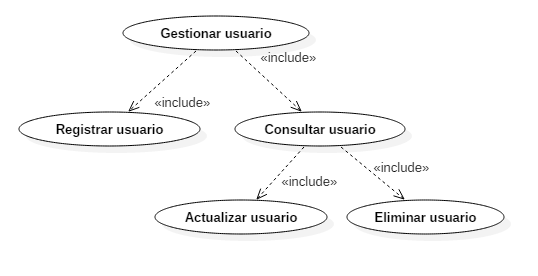 Gestionar usuario
«include»
«include»
Registrar usuario
Consultar usuario
«include»
«include»
Actualizar usuario
Eliminar usuario